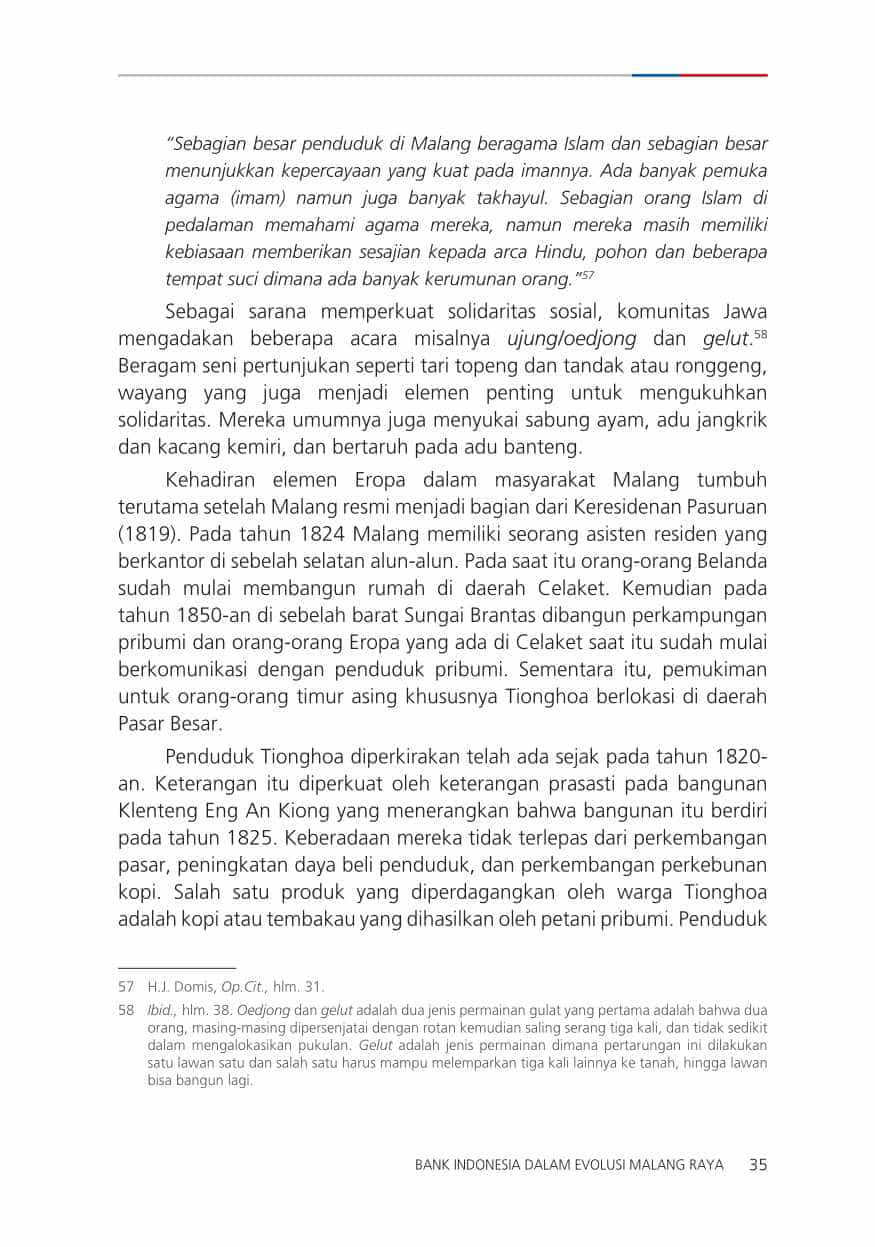 “Sebagian besar penduduk di Malang beragama Islam dan sebagian besar
menunjukkan kepercayaan yang kuat pada imannya. Ada banyak pemuka
agama (imam) namun juga banyak takhayul. Sebagian orang Islam di
pedalaman memahami agama mereka, namun mereka masih memiliki
kebiasaan memberikan sesajian kepada arca Hindu, pohon dan beberapa
tempat suci dimana ada banyak kerumunan orang.”57
Sebagai sarana memperkuat solidaritas sosial, komunitas Jawa
mengadakan beberapa acara misalnya ujung/oedjong dan gelut.58
Beragam seni pertunjukan seperti tari topeng dan tandak atau ronggeng,
wayang yang juga menjadi elemen penting untuk mengukuhkan
solidaritas. Mereka umumnya juga menyukai sabung ayam, adu jangkrik
dan kacang kemiri, dan bertaruh pada adu banteng.
Kehadiran elemen Eropa dalam masyarakat Malang tumbuh
terutama setelah Malang resmi menjadi bagian dari Keresidenan Pasuruan
(1819). Pada tahun 1824 Malang memiliki seorang asisten residen yang
berkantor di sebelah selatan alun-alun. Pada saat itu orang-orang Belanda
sudah mulai membangun rumah di daerah Celaket. Kemudian pada
tahun 1850-an di sebelah barat Sungai Brantas dibangun perkampungan
pribumi dan orang-orang Eropa yang ada di Celaket saat itu sudah mulai
berkomunikasi dengan penduduk pribumi. Sementara itu, pemukiman
untuk orang-orang timur asing khususnya Tionghoa berlokasi di daerah
Pasar Besar.
Penduduk Tionghoa diperkirakan telah ada sejak pada tahun 1820-
an. Keterangan itu diperkuat oleh keterangan prasasti pada bangunan
Klenteng Eng An Kiong yang menerangkan bahwa bangunan itu berdiri
pada tahun 1825. Keberadaan mereka tidak terlepas dari perkembangan
pasar, peningkatan daya beli penduduk, dan perkembangan perkebunan
kopi. Salah satu produk yang diperdagangkan oleh warga Tionghoa
adalah kopi atau tembakau yang dihasilkan oleh petani pribumi. Penduduk
57 H.J. Domis, Op.Cit., hlm. 31.
58 Ibid., hlm. 38. Oedjong dan gelut adalah dua jenis permainan gulat yang pertama adalah bahwa dua
orang, masing-masing dipersenjatai dengan rotan kemudian saling serang tiga kali, dan tidak sedikit
dalam mengalokasikan pukulan. Gelut adalah jenis permainan dimana pertarungan ini dilakukan
satu lawan satu dan salah satu harus mampu melemparkan tiga kali lainnya ke tanah, hingga lawan
bisa bangun lagi.
BANK INDONESIA DALAM EVOLUSI MALANG RAYA 35